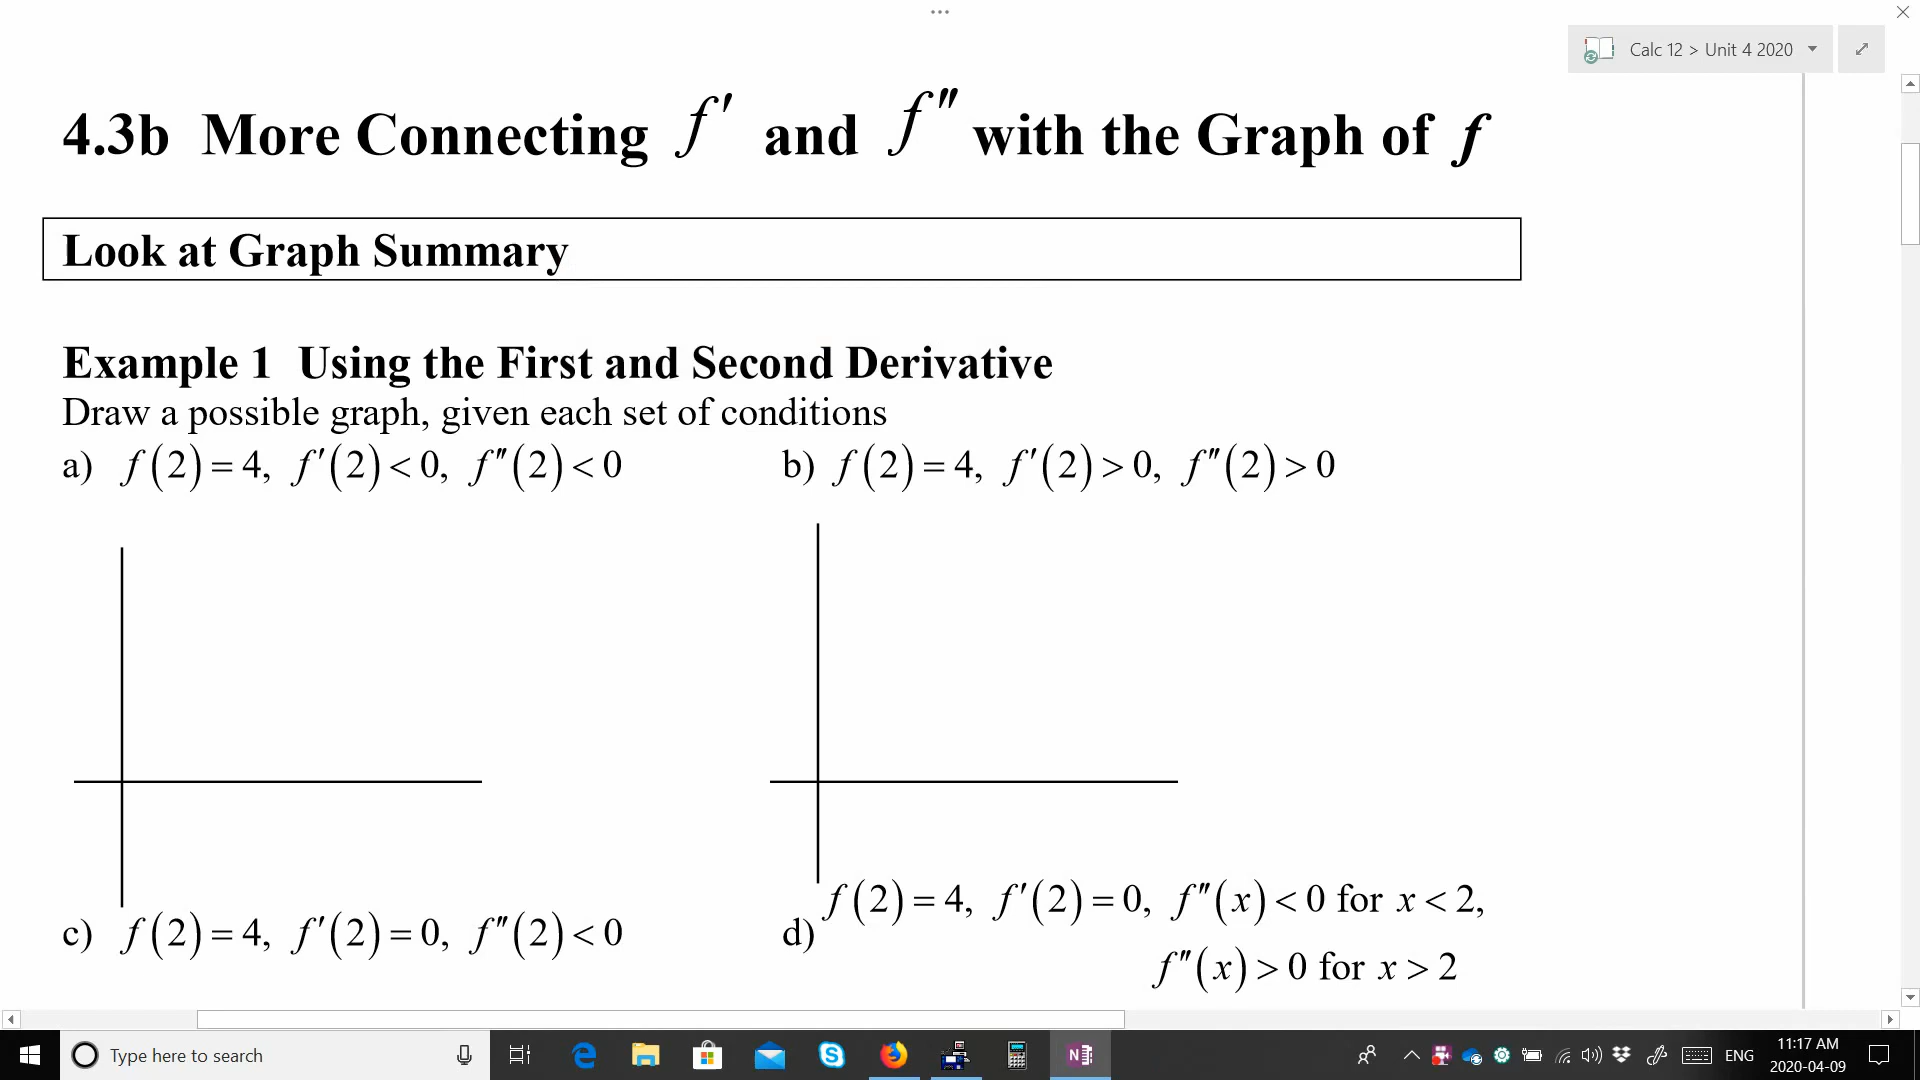 Calc 12 > Unit 4 2020
4.3b More Connecting f′ and f″ with the Graph of f
Look at Graph Summary
Example 1 Using the First and Second Derivative
Draw a possible graph, given each set of conditions
a) f(2)=4, f′(2)<0, f″(2)<0
b) f(2)=4, f′(2)>0, f″(2)>0
c) f(2)=4, f′(2)=0, f″(2)<0
d) f(2)=4, f′(2)=0, f″(x)<0 for x<2,
f″(x)>0 for x>2
Type here to search
ENG
11:17 AM
2020-04-09